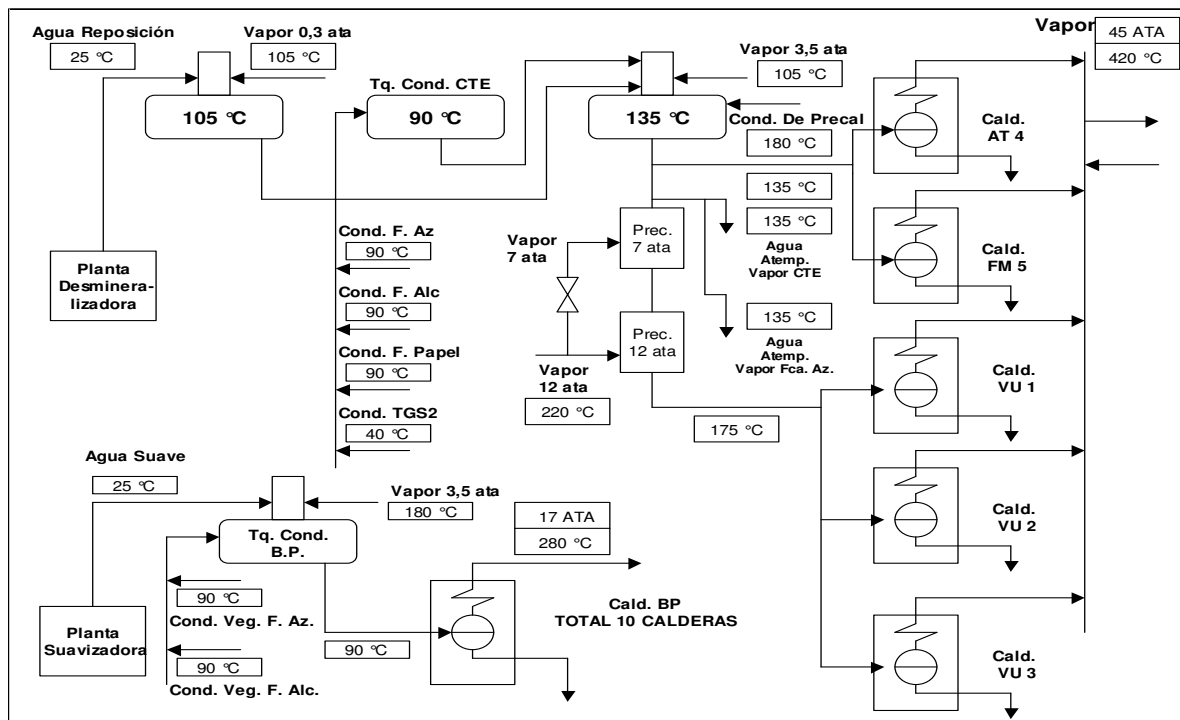 Agua Reposición
25 °C
Vapor 0,3 ata
105 °C
105 °C
Tq. Cond. CTE
90 °C
Vapor 3,5 ata
105 °C
135 °C
Cond. De Precal
180 °C
Vapor
45 ATA
420 °C
Cald.
AT 4
135 °C
135 °C
Agua
Atemp.
Vapor CTE
Cald.
FM 5
Planta
Desminera-
lizadora
Cond. F. Az
90 °C
Cond. F. Alc
90 °C
Cond. F. Papel
90 °C
Cond. TGS2
40 °C
Vapor
7 ata
Prec.
7 ata
Prec.
12 ata
Vapor
12 ata
220 °C
135 °C
Agua
Atemp.
Vapor Fca. Az.
175 °C
Cald.
VU 1
Cald.
VU 2
Cald.
VU 3
Agua Suave
25 °C
Vapor 3,5 ata
180 °C
Tq. Cond.
B.P.
17 ATA
280 °C
Planta
Suavizadora
90 °C
Cond. Veg. F. Az.
90 °C
Cond. Veg. F. Alc.
90 °C
Cald. BP
TOTAL 10 CALDERAS